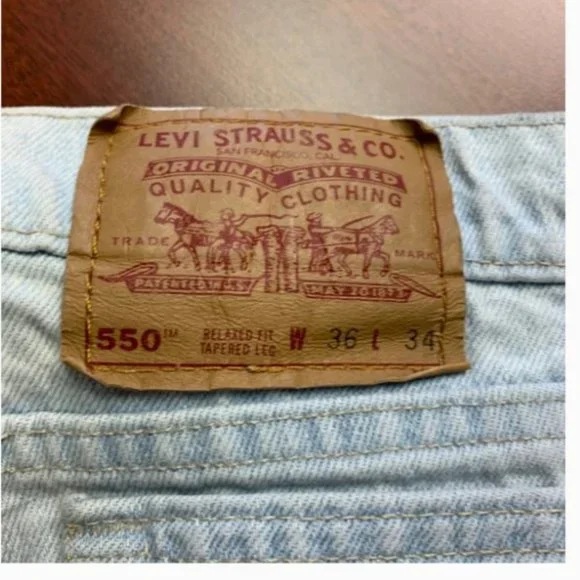 LEVI STRAUSS & CO.
SAN FRANCISCO, CAL.
ORIGINAL RIVETED
QUALITY CLOTHING
TRADE MARK
PATENTED IN U.S. MAY 20 1873
550™ RELAXED FIT W 36 L 34
TAPERED LEG